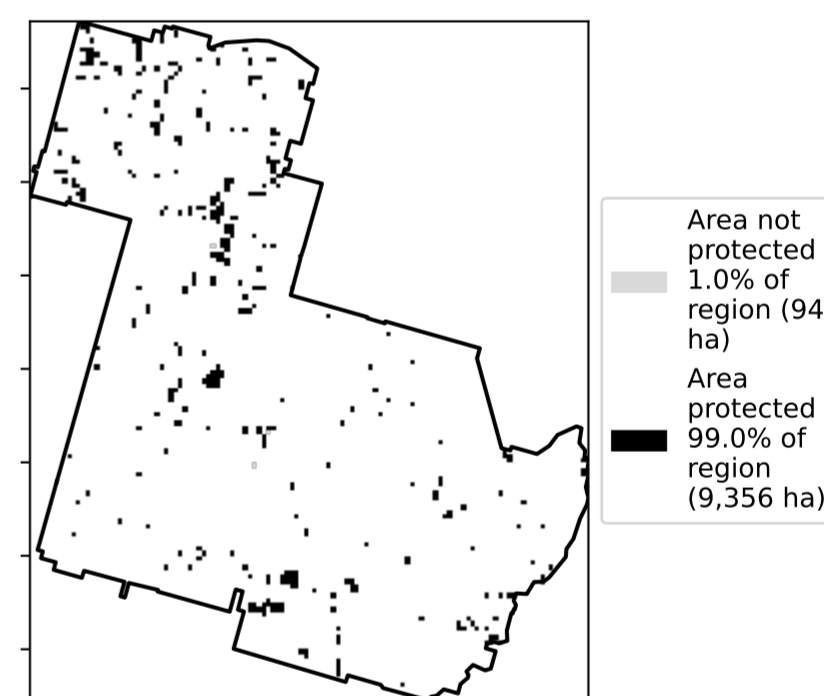 Area not
protected
1.0% of
region (94
ha)
Area
protected
99.0% of
region
(9,356 ha)